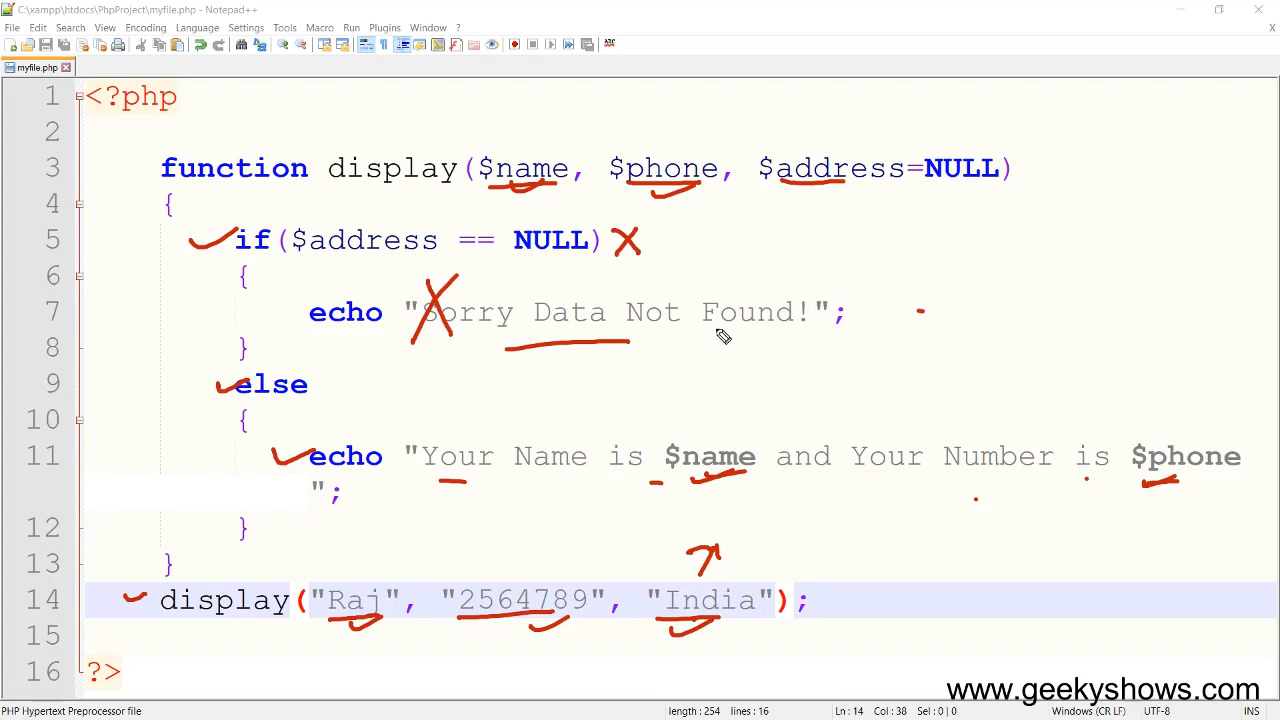 C:\xampp\htdocs\PhpProject\myfile.php - Notepad++
File Edit Search View Encoding Language Settings Tools Macro Run Plugins Window ? X
myfile.php
1 <?php
2
3 function display($name, $phone, $address=NULL)
4 {
5 if($address == NULL)
6 {
7 echo "Sorry Data Not Found!";
8 }
9 else
10 {
11 echo "Your Name is $name and Your Number is $phone
";
12 }
13 }
14 display("Raj", "2564789", "India");
15
16 ?>
www.geekyshows.com
PHP Hypertext Preprocessor file length : 254 lines : 16 Ln : 14 Col : 38 Sel : 0 | 0 Windows (CR LF) UTF-8 INS